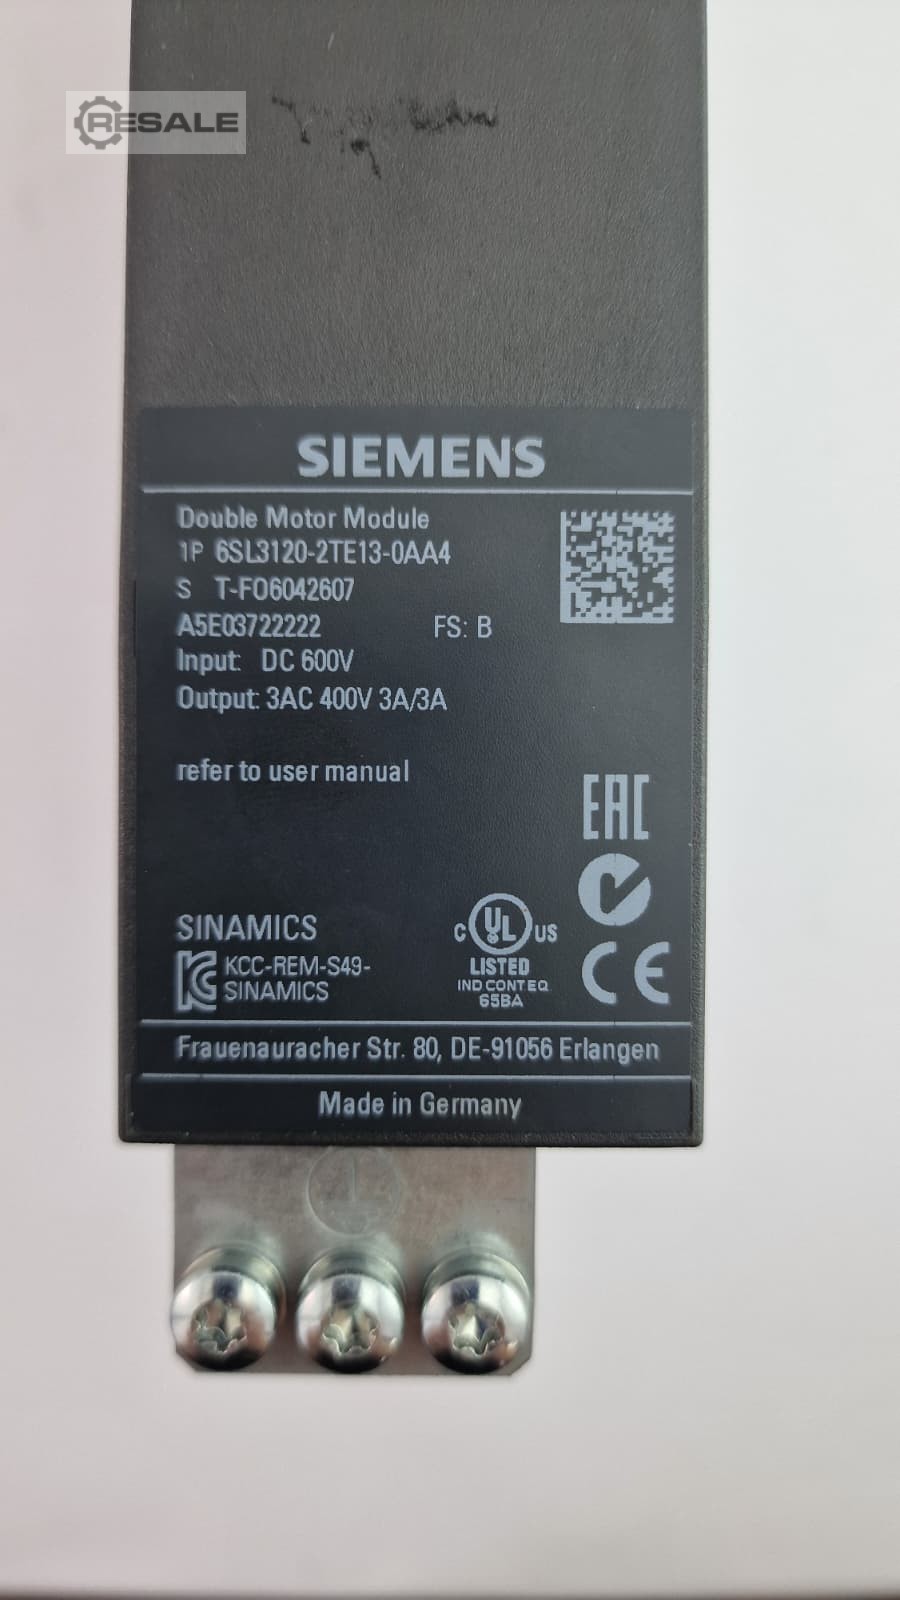 RESALE
SIEMENS
Double Motor Module
1P 6SL3120-2TE13-0AA4
S T-FO6042607
A5E03722222 FS: B
Input: DC 600V
Output: 3AC 400V 3A/3A
refer to user manual
EAC
SINAMICS
KCC-REM-S49-
SINAMICS
C UL US
LISTED
IND CONT EQ
65BA
CE
Frauenauracher Str. 80, DE-91056 Erlangen
Made in Germany